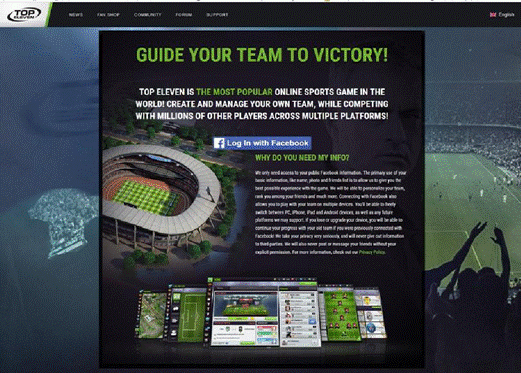 TOP
ELEVEN
NEWS
FAN SHOP
COMMUNITY
FORUM
SUPPORT
English
GUIDE YOUR TEAM TO VICTORY!
TOP ELEVEN IS THE MOST POPULAR ONLINE SPORTS GAME IN THE
WORLD! CREATE AND MANAGE YOUR OWN TEAM, WHILE COMPETING
WITH MILLIONS OF OTHER PLAYERS ACROSS MULTIPLE PLATFORMS!
f Log In with Facebook
WHY DO YOU NEED MY INFO?
We only need access to your public Facebook information. The primary use of your
basic information, like name, photo and friends list is to allow us to give you the
best possible experience with the game. We will be able to personalize your team,
rank you among your friends and much more. Connecting with Facebook also
allows you to play with your team on multiple devices. You'll be able to freely
switch between PC, iPhone, iPad and Android devices, as well as any future
platforms we may support. If you lose or upgrade your device, you will be able to
continue your progress with your old team if you were previously connected with
Facebook! We take your privacy very seriously, and will never give out information
to third parties. We will also never post or message your friends without your
explicit permission. For more information, check out our Privacy Policy.